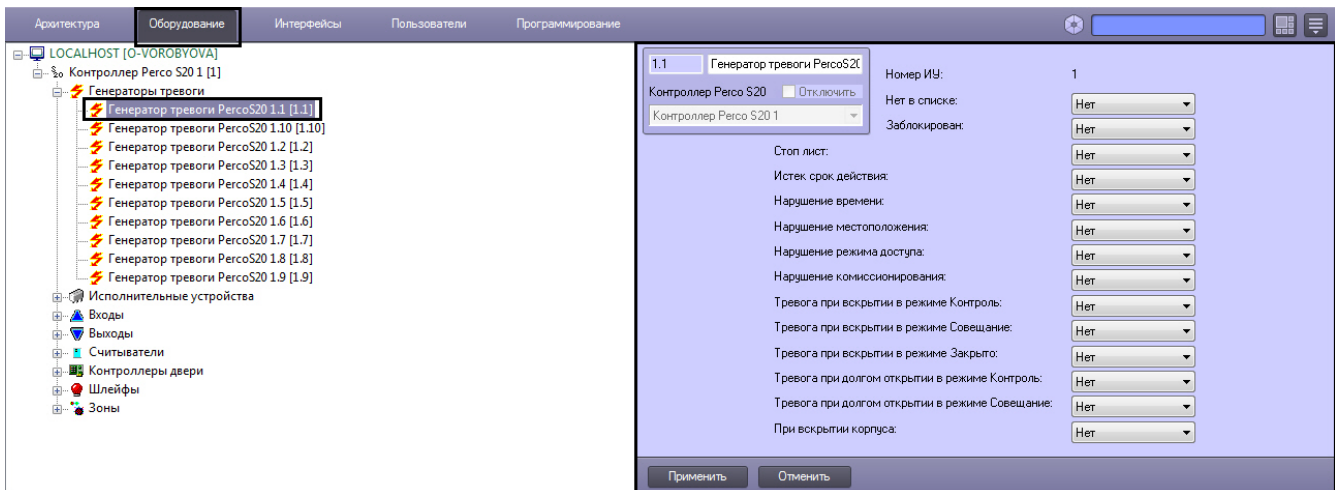 Архитектура Оборудование Интерфейсы Пользователи Программирование
LOCALHOST [O-VOROBYOVA]
Контроллер Perco S20 1 [1]
Генераторы тревоги
Генератор тревоги PercoS20 1.1 [1.1]
Генератор тревоги PercoS20 1.10 [1.10]
Генератор тревоги PercoS20 1.2 [1.2]
Генератор тревоги PercoS20 1.3 [1.3]
Генератор тревоги PercoS20 1.4 [1.4]
Генератор тревоги PercoS20 1.5 [1.5]
Генератор тревоги PercoS20 1.6 [1.6]
Генератор тревоги PercoS20 1.7 [1.7]
Генератор тревоги PercoS20 1.8 [1.8]
Генератор тревоги PercoS20 1.9 [1.9]
Исполнительные устройства
Входы
Выходы
Считыватели
Контроллеры двери
Шлейфы
Зоны
1.1 Генератор тревоги PercoS20
Контроллер Perco S20 Отключить
Контроллер Perco S20 1
Номер ИУ: 1
Нет в списке: Нет
Заблокирован: Нет
Стоп лист: Нет
Истек срок действия: Нет
Нарушение времени: Нет
Нарушение местоположения: Нет
Нарушение режима доступа: Нет
Нарушение комиссионирования: Нет
Тревога при вскрытии в режиме Контроль: Нет
Тревога при вскрытии в режиме Совещание: Нет
Тревога при вскрытии в режиме Закрыто: Нет
Тревога при долгом открытии в режиме Контроль: Нет
Тревога при долгом открытии в режиме Совещание: Нет
При вскрытии корпуса: Нет
Применить Отменить